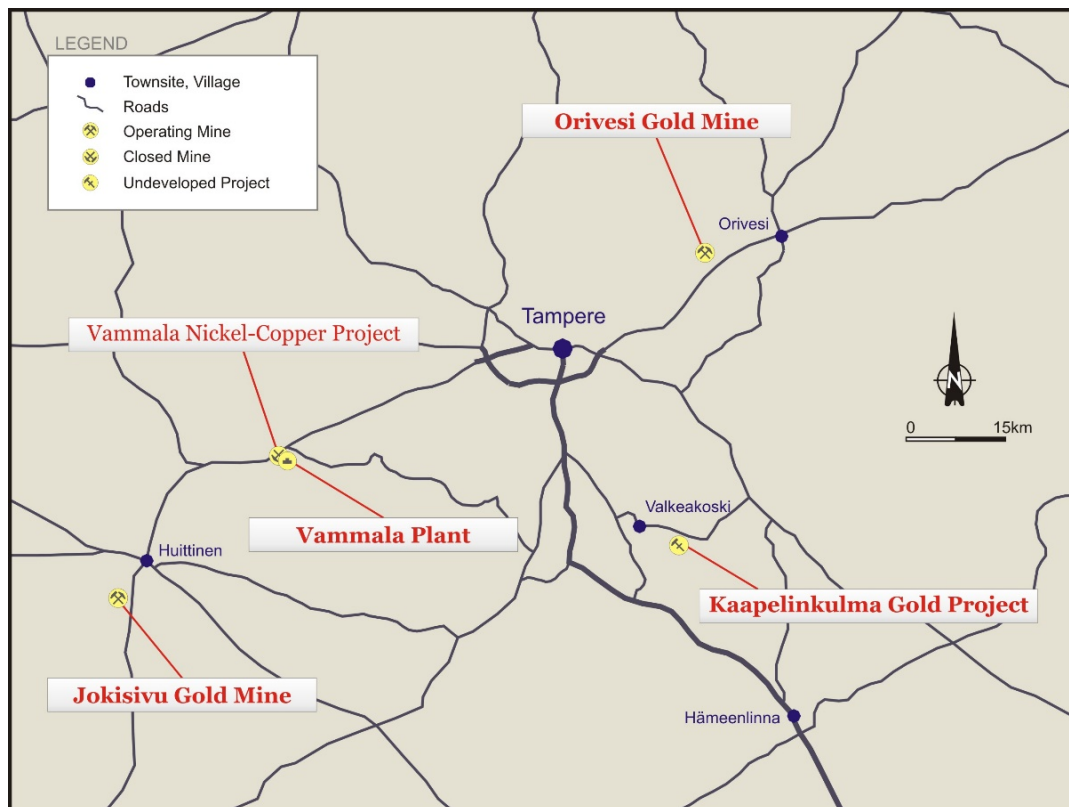 LEGEND
Townsite, Village
Roads
Operating Mine
Closed Mine
Undeveloped Project
Orivesi Gold Mine
Orivesi
Tampere
Vammala Nickel-Copper Project
N
0 15km
Valkeakoski
Vammala Plant
Huittinen
Kaapelinkulma Gold Project
Jokisivu Gold Mine
Hämeenlinna